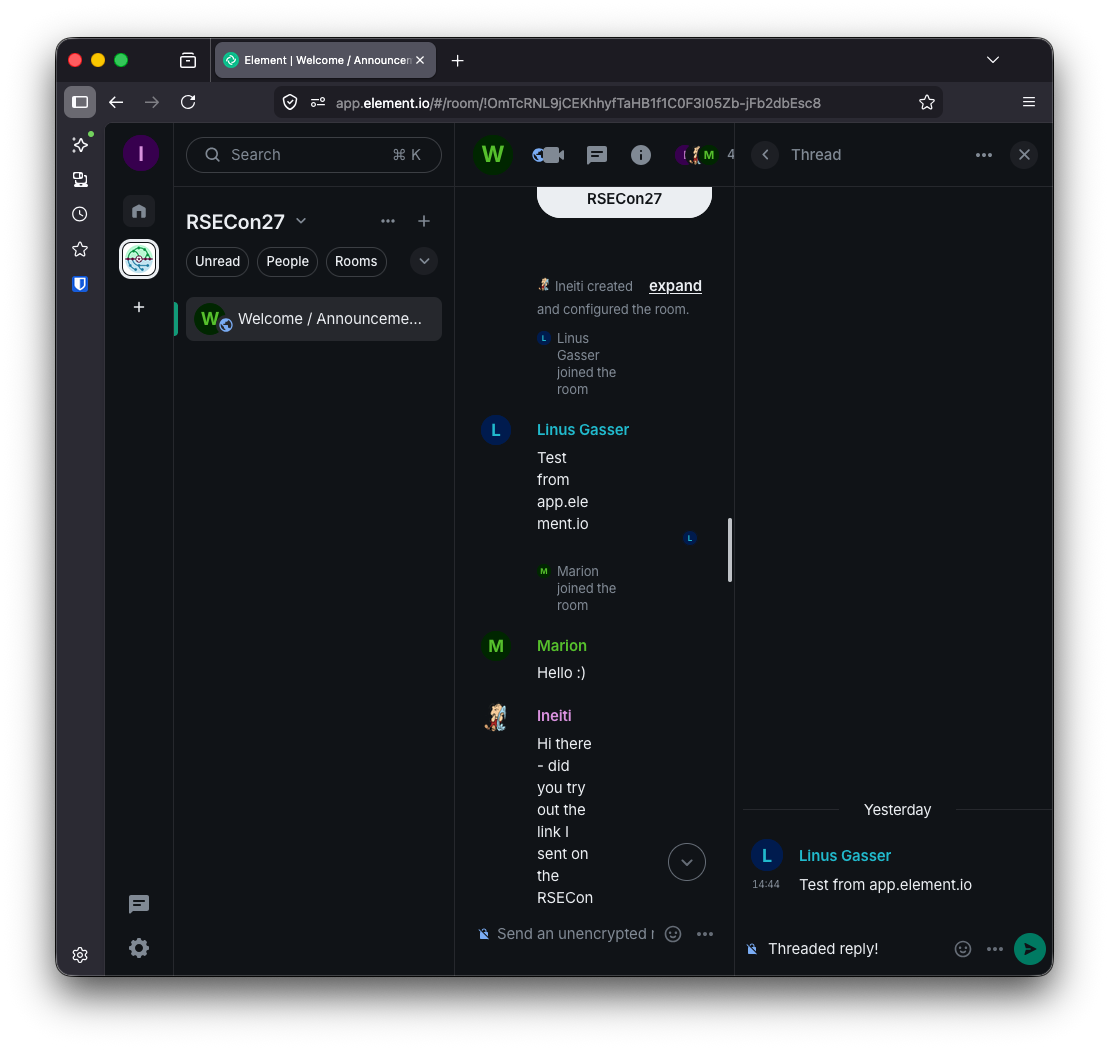 Element | Welcome / Announcem
app.element.io/#/room/!OmTcRNL9jCEKhhyfTaHB1f1C0F3I05Zb-jFb2dbEsc8
I
Search
⌘ K
W
I
M
4
Thread
RSECon27
Unread
People
Rooms
W
Welcome / Announceme...
RSECon27
Ineiti created
expand
and configured the room.
L
Linus
Gasser
joined the
room
L
Linus Gasser
Test
from
app.ele
ment.io
L
M
Marion
joined the
room
M
Marion
Hello :)
Ineiti
Hi there
- did
you try
out the
link I
sent on
the
RSECon
Send an unencrypted
Yesterday
L
Linus Gasser
14:44
Test from app.element.io
Threaded reply!